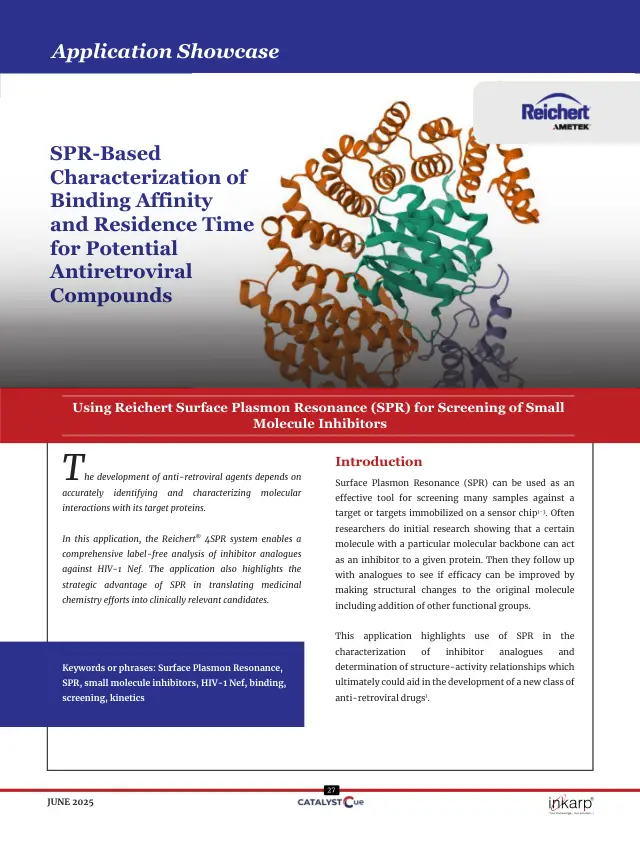 Application Showcase
Reichert
AMETEK
SPR-Based
Characterization of
Binding Affinity
and Residence Time
for Potential
Antiretroviral
Compounds
Using Reichert Surface Plasmon Resonance (SPR) for Screening of Small
Molecule Inhibitors
The development of anti-retroviral agents depends on
accurately identifying and characterizing molecular
interactions with its target proteins.
In this application, the Reichert® 4SPR system enables a
comprehensive label-free analysis of inhibitor analogues
against HIV-1 Nef. The application also highlights the
strategic advantage of SPR in translating medicinal
chemistry efforts into clinically relevant candidates.
Keywords or phrases: Surface Plasmon Resonance,
SPR, small molecule inhibitors, HIV-1 Nef, binding,
screening, kinetics
Introduction
Surface Plasmon Resonance (SPR) can be used as an
effective tool for screening many samples against a
target or targets immobilized on a sensor chip¹⁻³. Often
researchers do initial research showing that a certain
molecule with a particular molecular backbone can act
as an inhibitor to a given protein. Then they follow up
with analogues to see if efficacy can be improved by
making structural changes to the original molecule
including addition of other functional groups.
This application highlights use of SPR in the
characterization of inhibitor analogues and
determination of structure-activity relationships which
ultimately could aid in the development of a new class of
anti-retroviral drugs¹.
27
JUNE 2025
CATALYST Cue
inkarp®